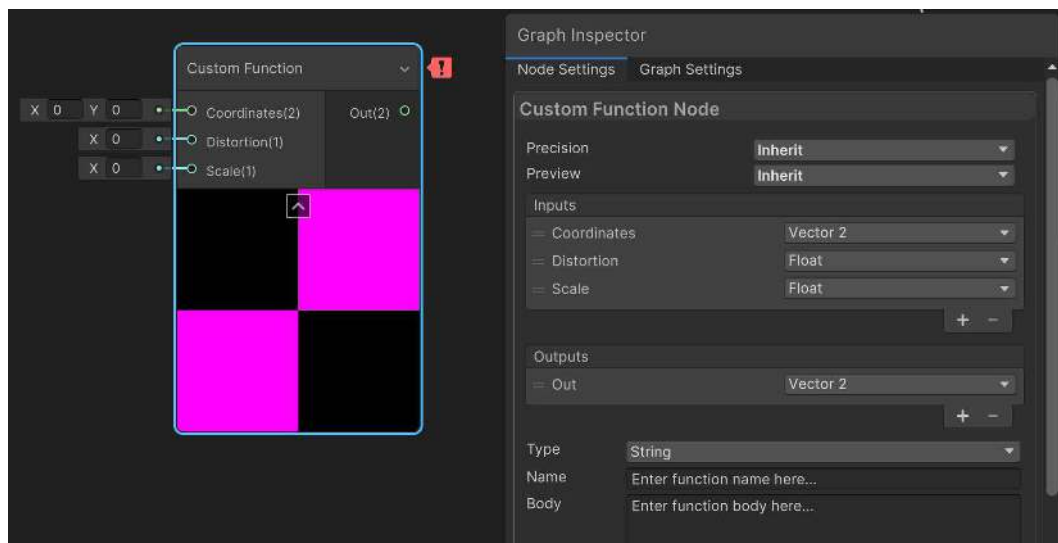 Graph Inspector
Node Settings Graph Settings
Custom Function
Custom Function Node
X 0 Y 0 Coordinates(2) Out(2)
X 0 Distortion(1)
X 0 Scale(1)
Precision Inherit
Preview Inherit
Inputs
Coordinates Vector 2
Distortion Float
Scale Float
+ -
Outputs
Out Vector 2
+ -
Type String
Name Enter function name here...
Body Enter function body here...